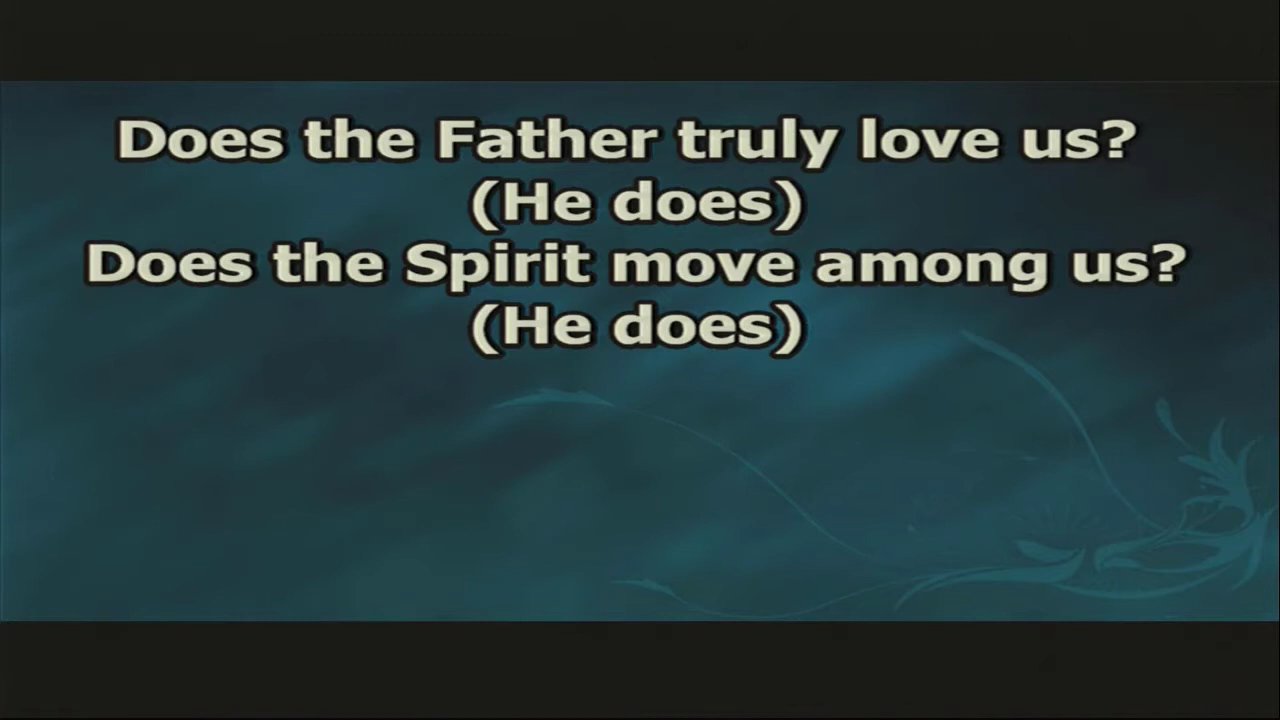 Does the Father truly love us?
(He does)
Does the Spirit move among us?
(He does)